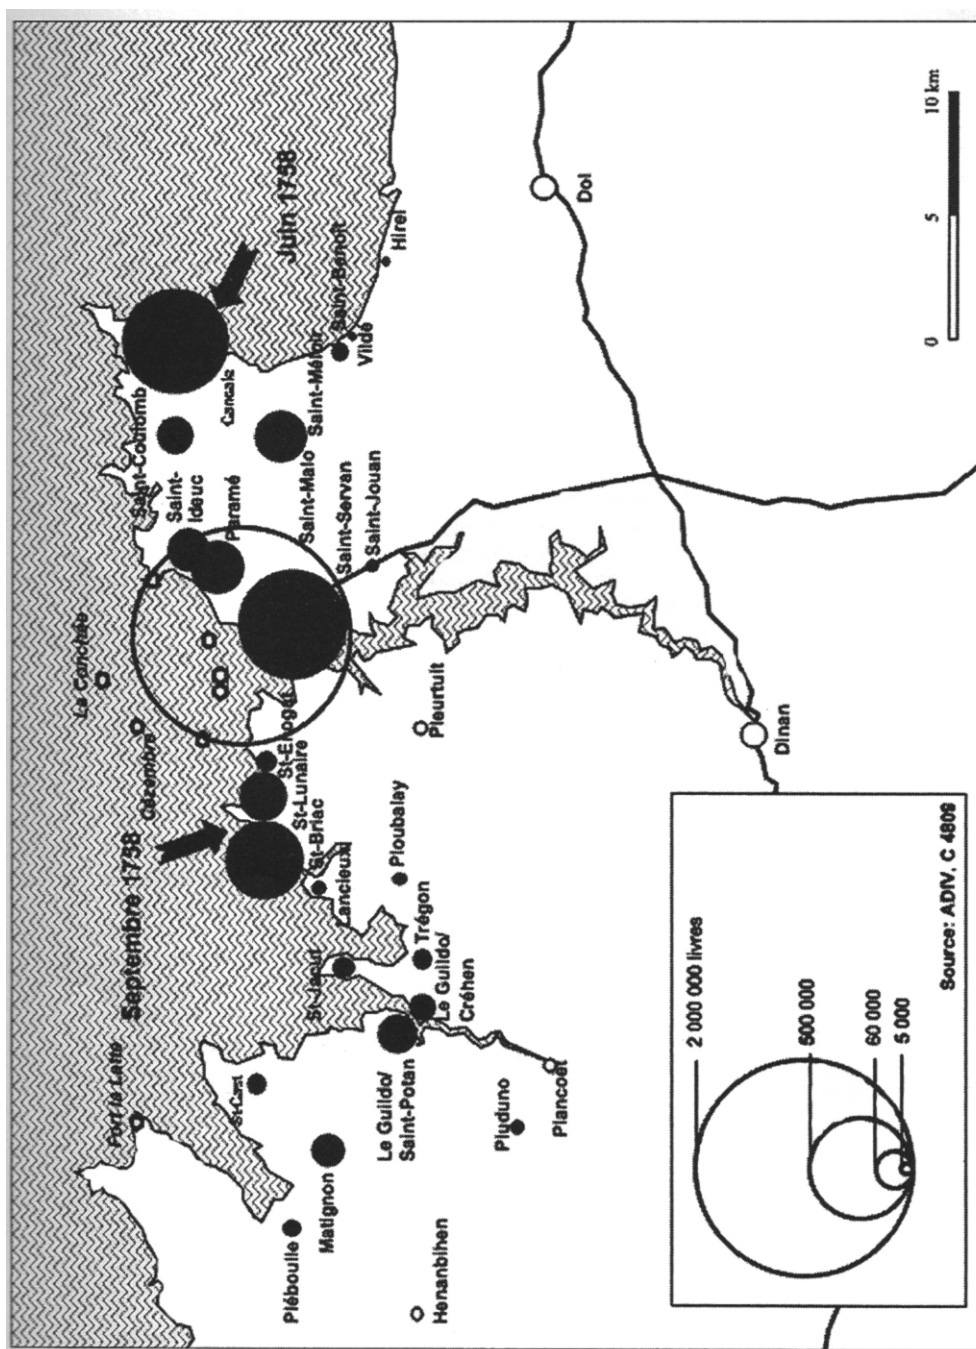 Septembre 1758
Juin 1758
Fort la Latte
Cézembre
La Conchée
Saint-Coulomb
Saint-
Ideuc
Paramé
Cancale
Saint-Méloir
Saint-Benoît
Vildé
Hirel
Saint-Malo
Saint-Servan
Saint-Jouan
St-Enogat
St-Lunaire
St-Briac
Lancieux
Ploubalay
Pleurtuit
St-Cast
St-Jacut
Trégon
Le Guildo/
Créhen
Le Guildo/
Saint-Potan
Matignon
Pléboulle
Henanbihen
Pluduno
Plancoët
Dinan
Dol
0
5
10 km
2 000 000 livres
500 000
60 000
5 000
Source: ADIV, C 4809